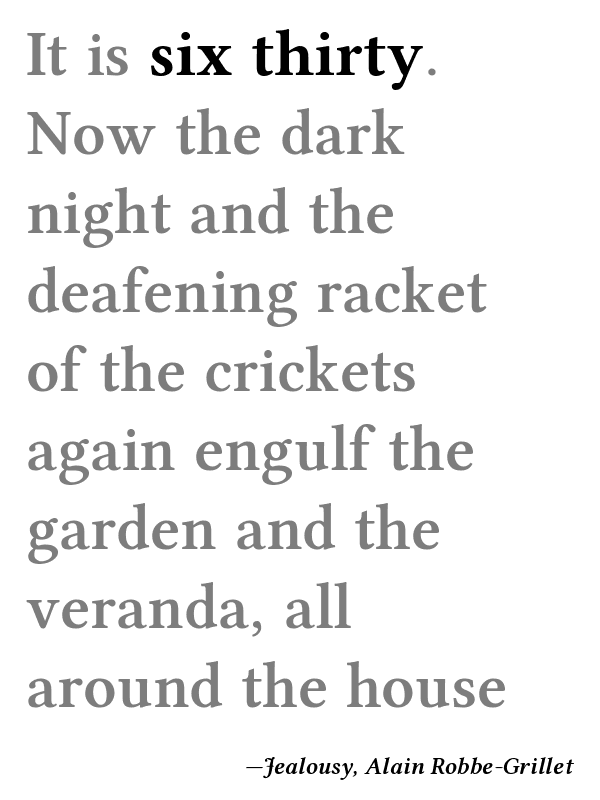 It is six thirty.
Now the dark
night and the
deafening racket
of the crickets
again engulf the
garden and the
veranda, all
around the house
—Jealousy, Alain Robbe-Grillet